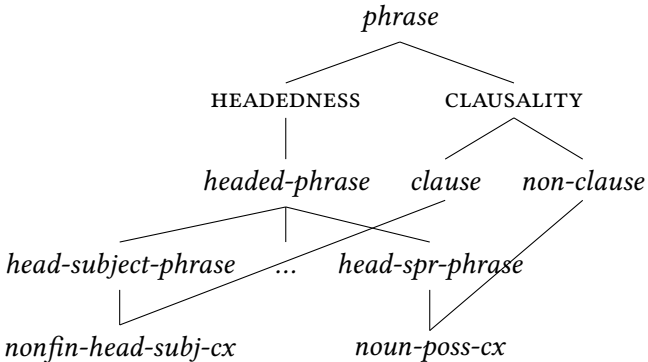 phrase
HEADEDNESS CLAUSALITY
headed-phrase clause non-clause
head-subject-phrase ... head-spr-phrase
nonfin-head-subj-cx noun-poss-cx